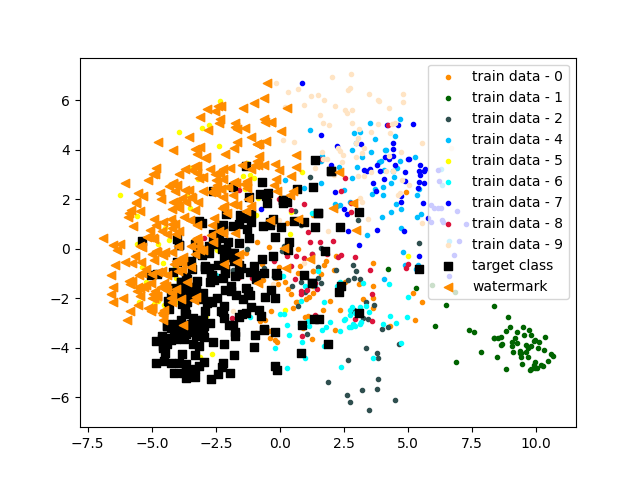 train data - 0
train data - 1
train data - 2
train data - 4
train data - 5
train data - 6
train data - 7
train data - 8
train data - 9
target class
watermark
6
4
2
0
−2
−4
−6
−7.5 −5.0 −2.5 0.0 2.5 5.0 7.5 10.0